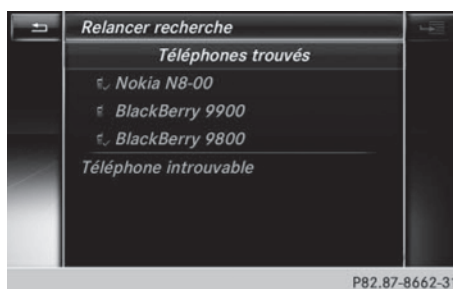 Relancer recherche
Téléphones trouvés
Nokia N8-00
BlackBerry 9900
BlackBerry 9800
Téléphone introuvable
P82.87-8662-31